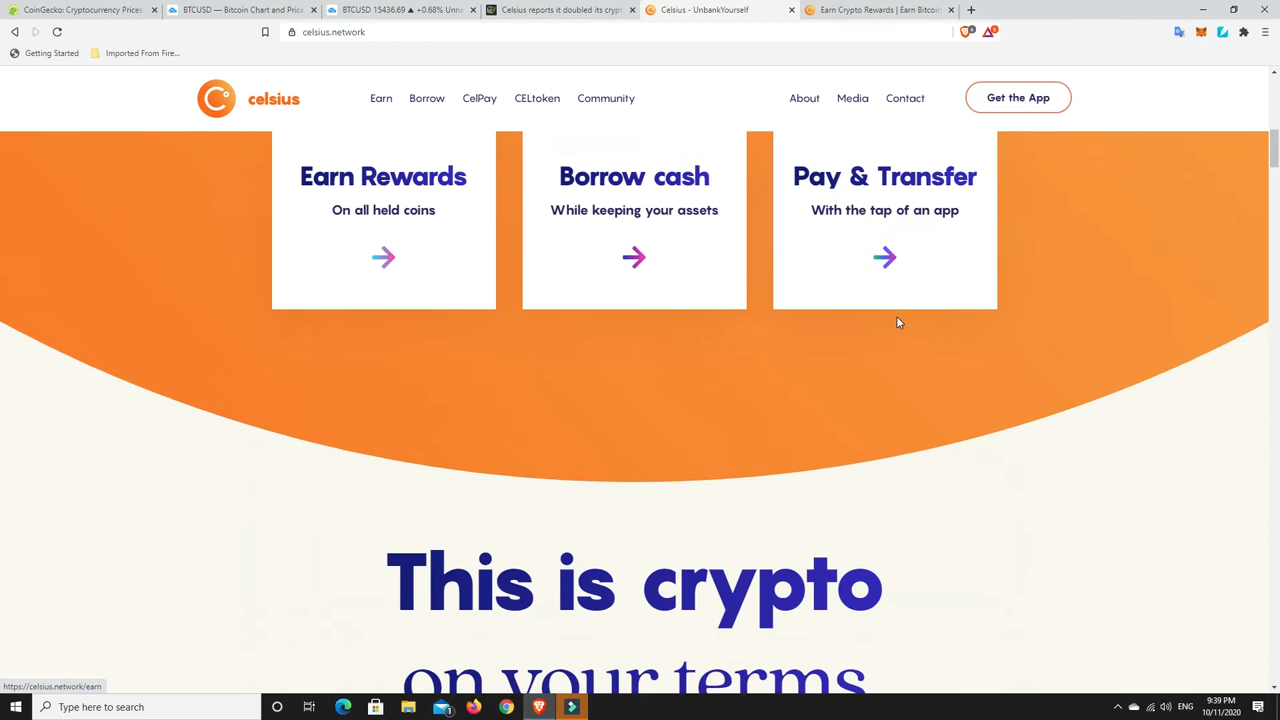 CoinGecko: Cryptocurrency Prices
BTCUSD — Bitcoin Chart and Price
BTCUSD 15436.69 ▲ +0.68% Unna
Celsius reports it doubled its crypt
Celsius - UnbankYourself
Earn Crypto Rewards | Earn Bitcoin
celsius.network
Getting Started
Imported From Fire...
celsius
Earn
Borrow
CelPay
CELtoken
Community
About
Media
Contact
Get the App
Earn Rewards
On all held coins
Borrow cash
While keeping your assets
Pay & Transfer
With the tap of an app
This is crypto
on your terms
https://celsius.network/earn
Type here to search
ENG
9:39 PM
10/11/2020